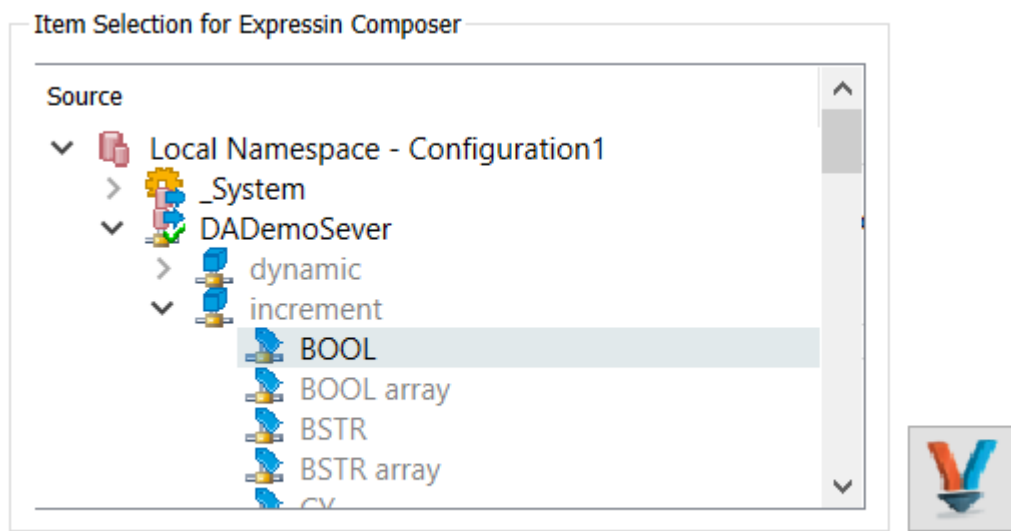 Item Selection for Expressin Composer
Source
Local Namespace - Configuration1
_System
DADemoSever
dynamic
increment
BOOL
BOOL array
BSTR
BSTR array
CY